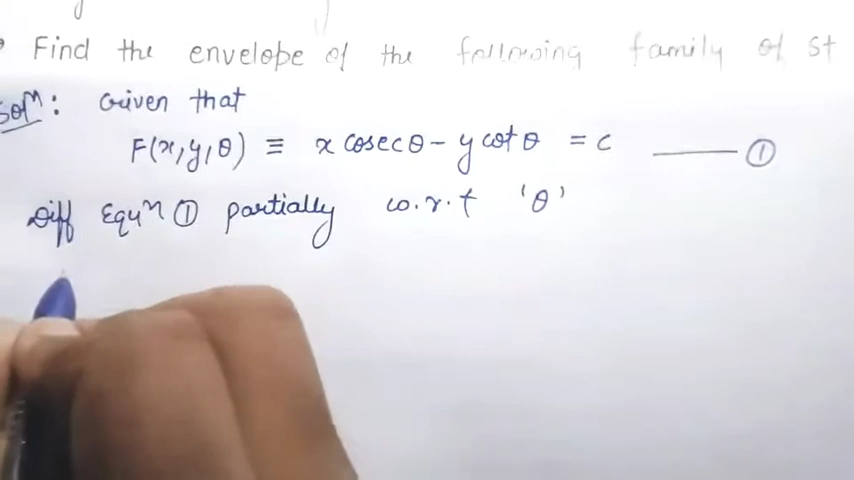 Find the envelope of the following family of st
Soln: Given that
F(x,y,θ) ≡ x cosecθ - y cotθ = c ——— ①
Diff Equn ① partially w.r.t 'θ'